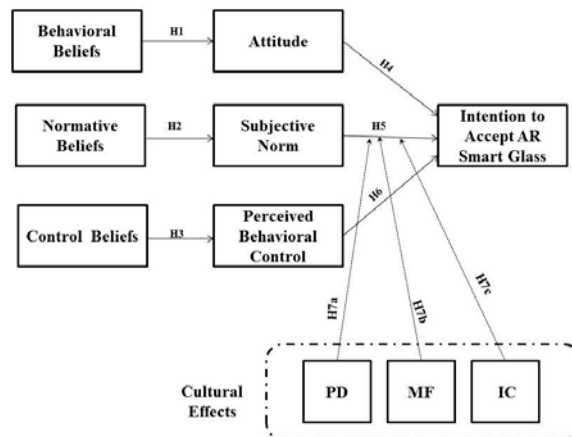 Behavioral
Beliefs
H1
Attitude
H4
Normative
Beliefs
H2
Subjective
Norm
H5
Intention to
Accept AR
Smart Glass
Control Beliefs
H3
Perceived
Behavioral
Control
H6
H7a
H7b
H7c
Cultural
Effects
PD
MF
IC